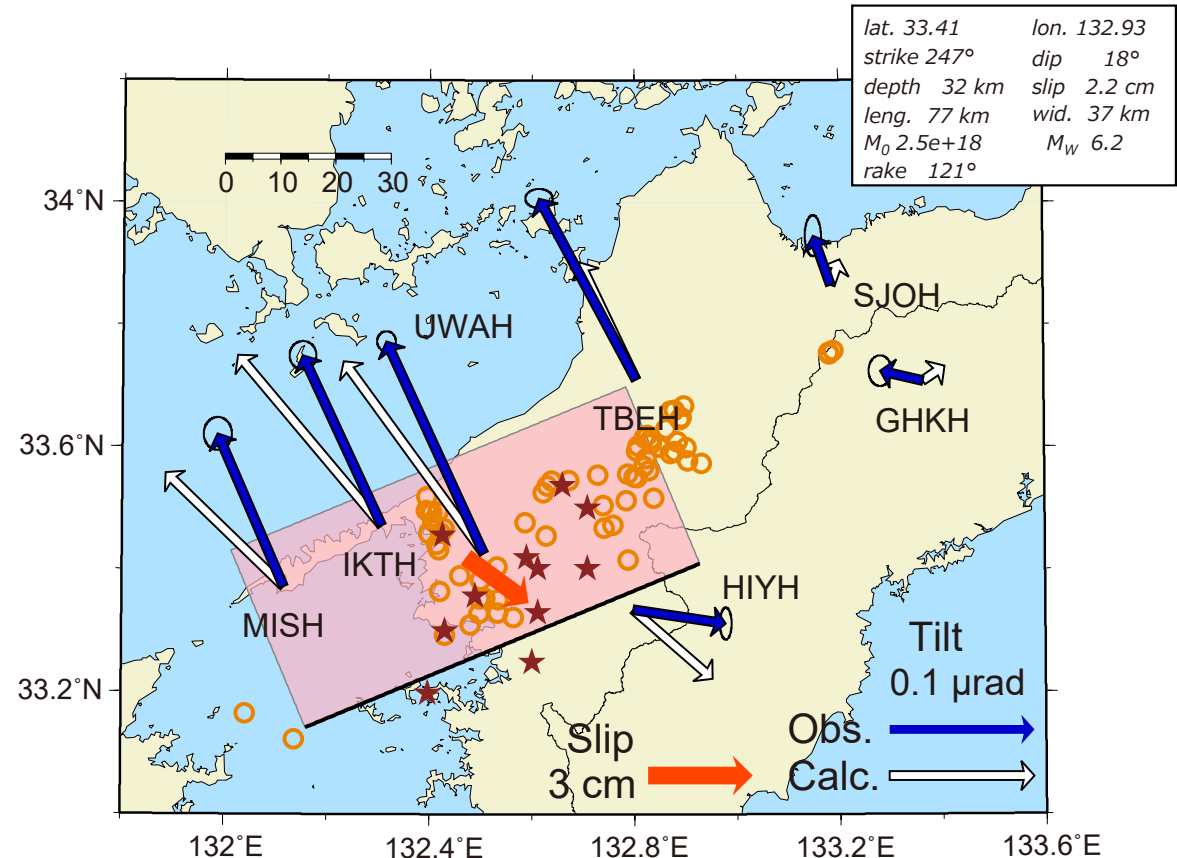 lat. 33.41 lon. 132.93
strike 247° dip 18°
depth 32 km slip 2.2 cm
leng. 77 km wid. 37 km
M0 2.5e+18 MW 6.2
rake 121°
0 10 20 30
34°N
SJOH
UWAH
GHKH
TBEH
33.6°N
IKTH
HIYH
MISH
Tilt
33.2°N
0.1 μrad
Slip
Obs.
3 cm
Calc.
132°E 132.4°E 132.8°E 133.2°E 133.6°E